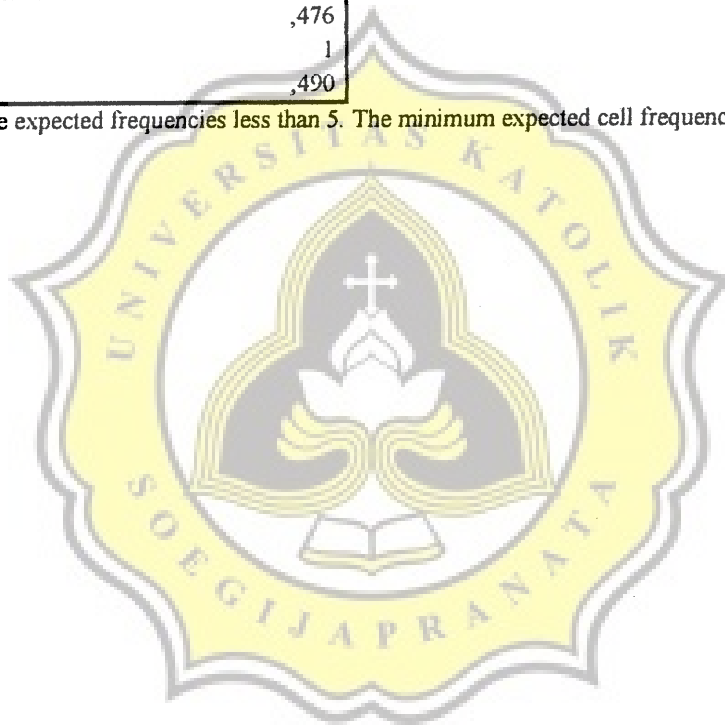 ,476
1
,490
e expected frequencies less than 5. The minimum expected cell frequenc
UNIVERSITAS KATOLIK
SOEGIJAPRANATA